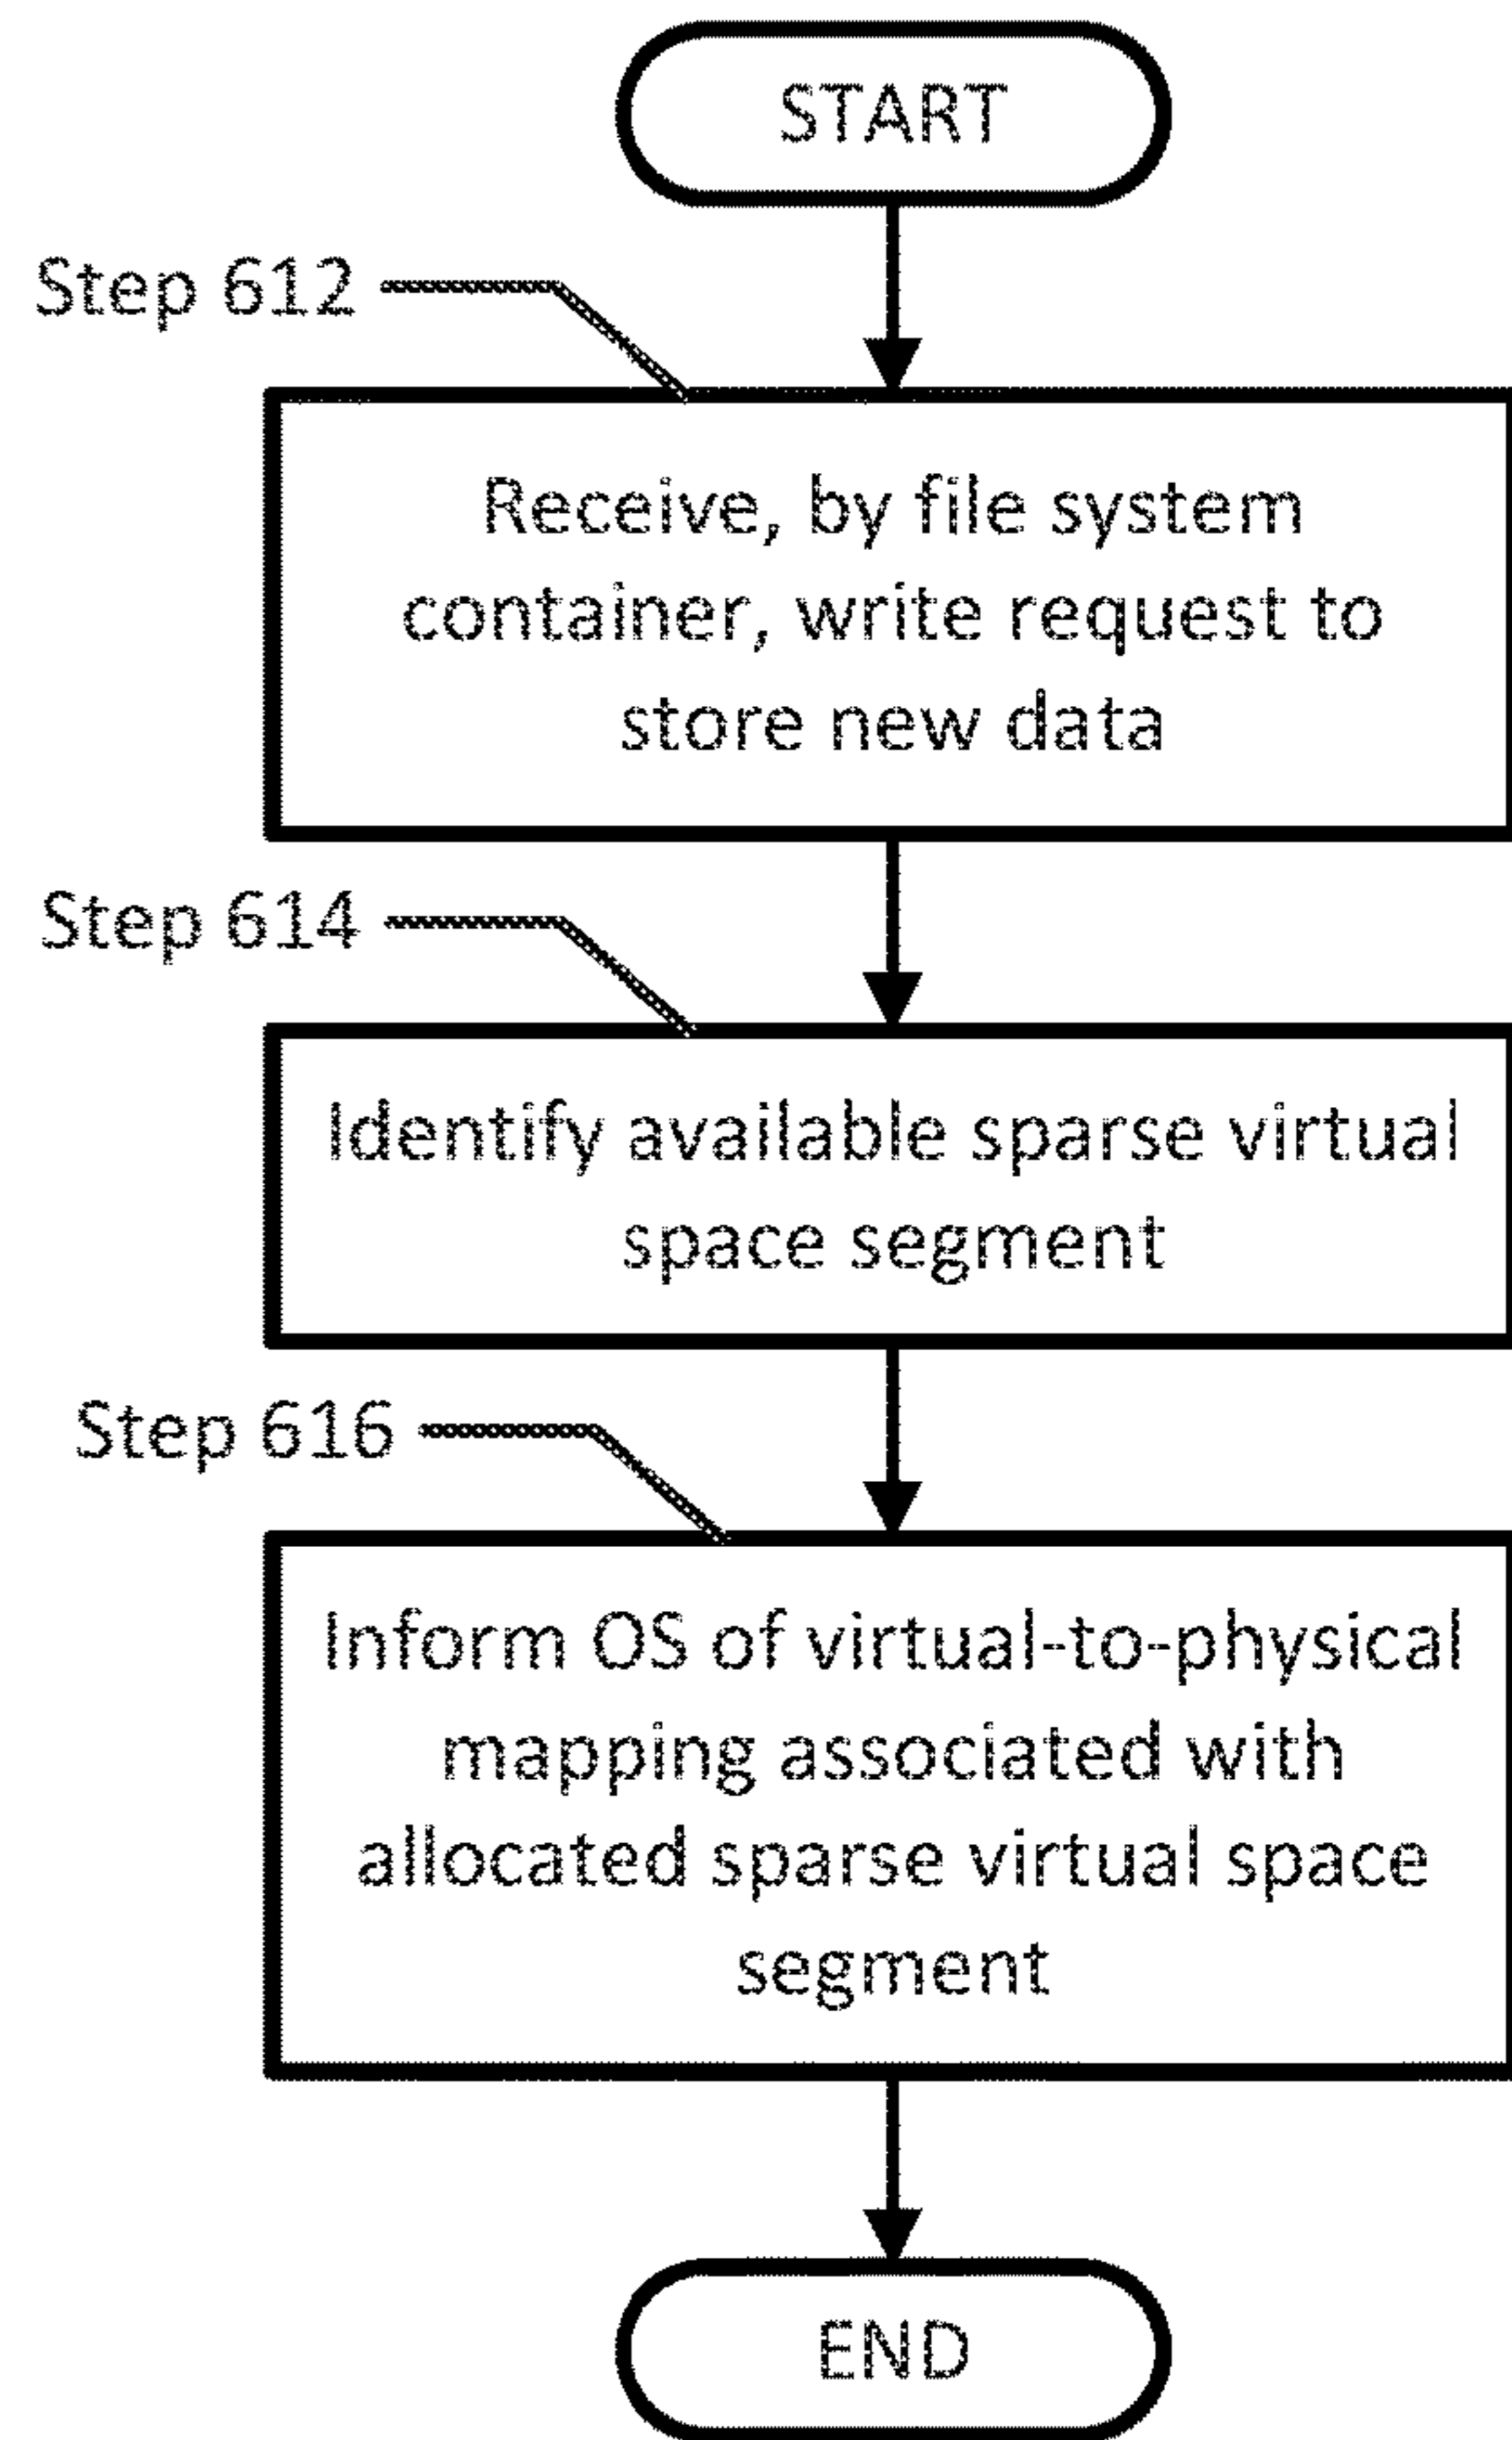 START
Step 612
Receive, by file system
container, write request to
store new data
Step 614
Identify available sparse virtual
space segment
Step 616
Inform OS of virtual-to-physical
mapping associated with
allocated sparse virtual space
segment
END